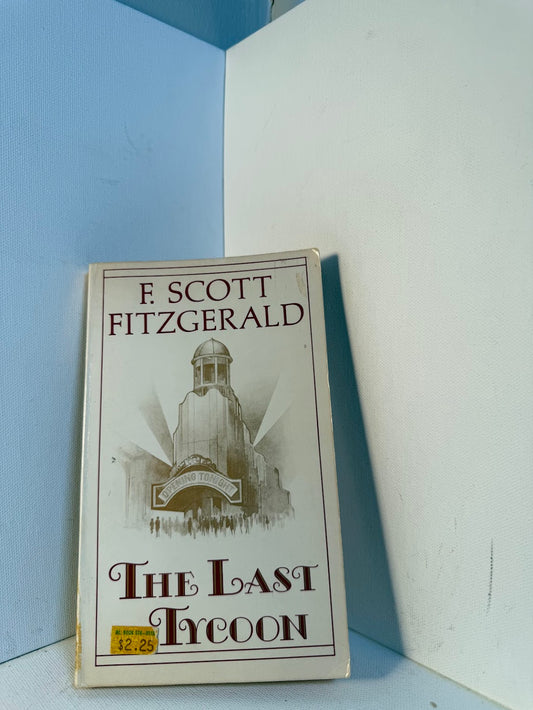 F. SCOTT
FITZGERALD
OPENING TONIGHT
THE LAST
TYCOON
$2.25